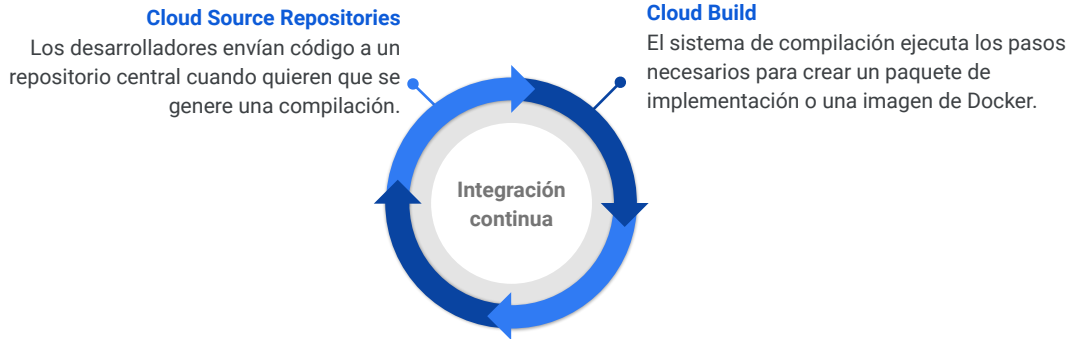 Cloud Source Repositories
Los desarrolladores envían código a un
repositorio central cuando quieren que se
genere una compilación.
Cloud Build
El sistema de compilación ejecuta los pasos
necesarios para crear un paquete de
implementación o una imagen de Docker.
Integración
continua